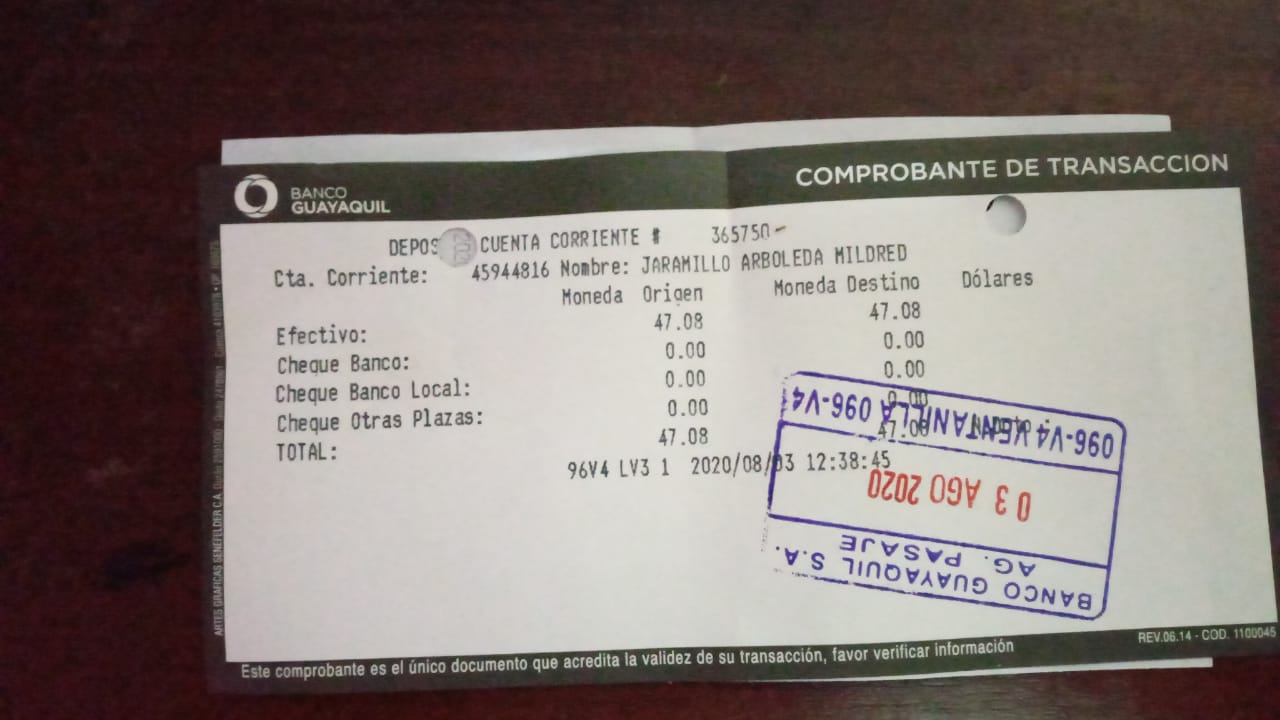 BANCO
GUAYAQUIL
COMPROBANTE DE TRANSACCION
CUENTA CORRIENTE # 365750-
Cta. Corriente: 45944816 Nombre: JARAMILLO ARBOLEDA MILDRED
Moneda Origen Moneda Destino Dólares
Efectivo: 47.08 47.08
Cheque Banco: 0.00 0.00
Cheque Banco Local: 0.00 0.00
Cheque Otras Plazas: 0.00 0.00
TOTAL: 47.08 47.08
96V4 LV3 1 2020/08/03 12:38:45
096-V4 VENTANILLA 096-V4
03 AGO 2020
AG. PASAJE
BANCO GUAYAQUIL S.A.
ARTES GRAFICAS SENEFELDER C.A.
REV.06.14 - COD. 1100045
Este comprobante es el único documento que acredita la validez de su transacción, favor verificar información